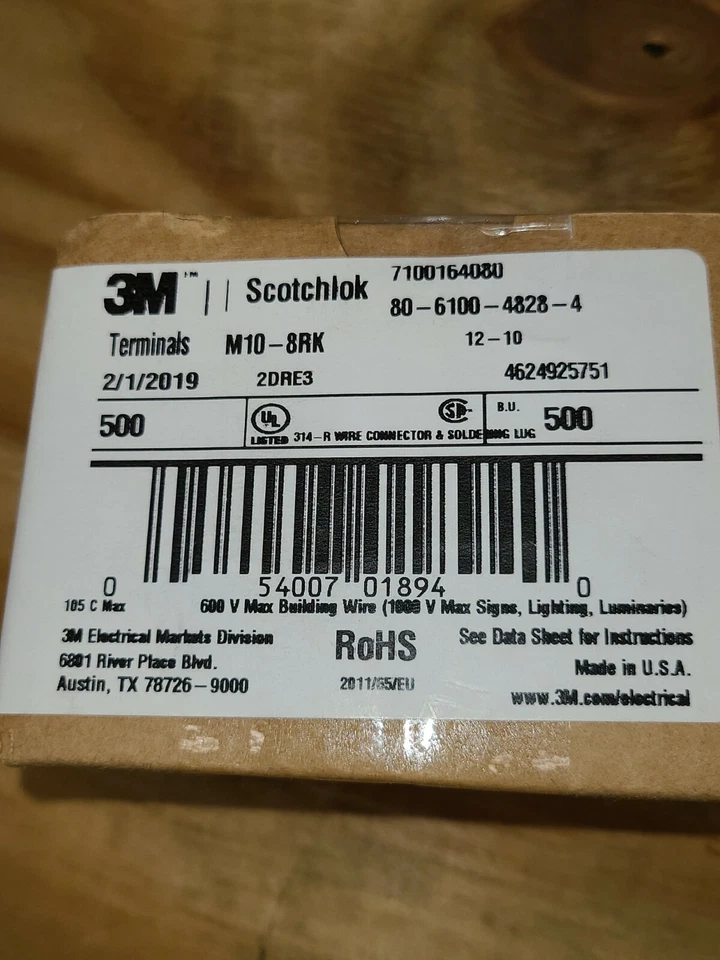 3M™ | | Scotchlok 7100164080
80-6100-4828-4
Terminals M10-8RK 12-10
2/1/2019 2DRE3 4624925751
500 UL SP B.U. 500
LISTED 314-R WIRE CONNECTOR & SOLDERING LUG
0 54007 01894 0
105 C Max 600 V Max Building Wire (1000 V Max Signs, Lighting, Luminaries)
3M Electrical Markets Division RoHS See Data Sheet for Instructions
6801 River Place Blvd. Made in U.S.A.
Austin, TX 78726-9000 2011/65/EU www.3M.com/electrical